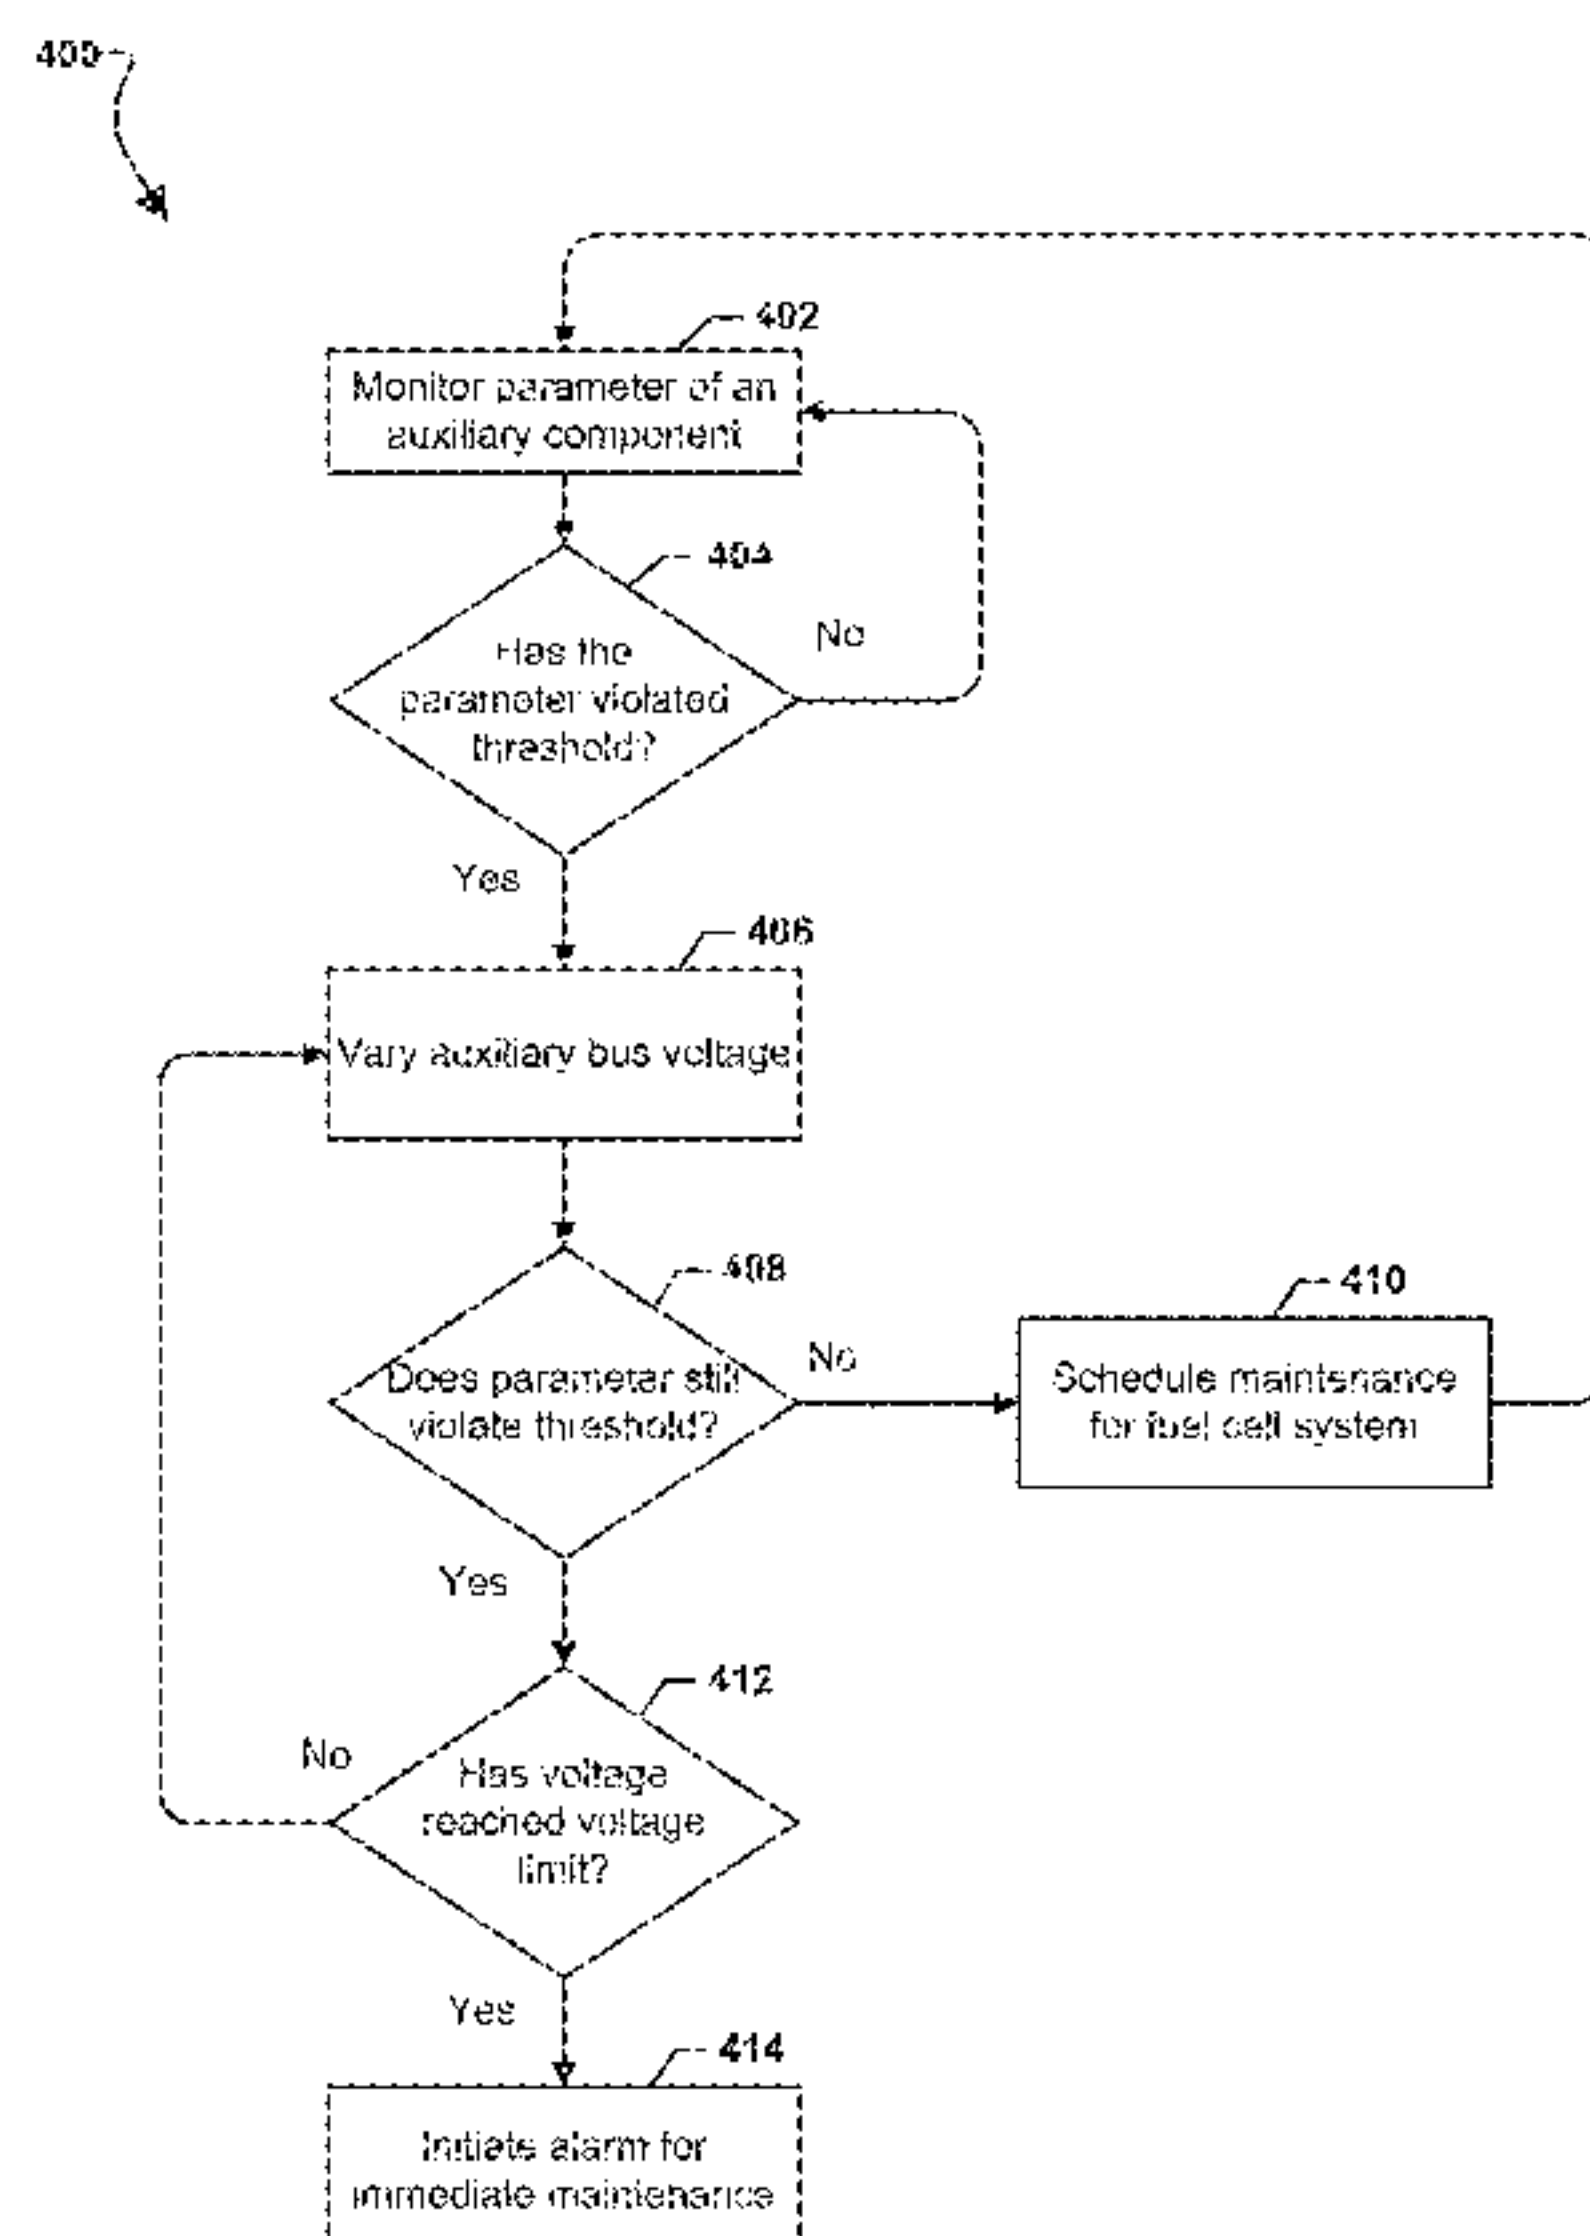 400
402
Monitor parameter of an
auxiliary component
404
Has the
parameter violated
threshold?
No
Yes
406
Vary auxiliary bus voltage
408
Does parameter still
violate threshold?
No
410
Schedule maintenance
for fuel cell system
Yes
412
Has voltage
reached voltage
limit?
No
Yes
414
Initiate alarm for
immediate maintenance